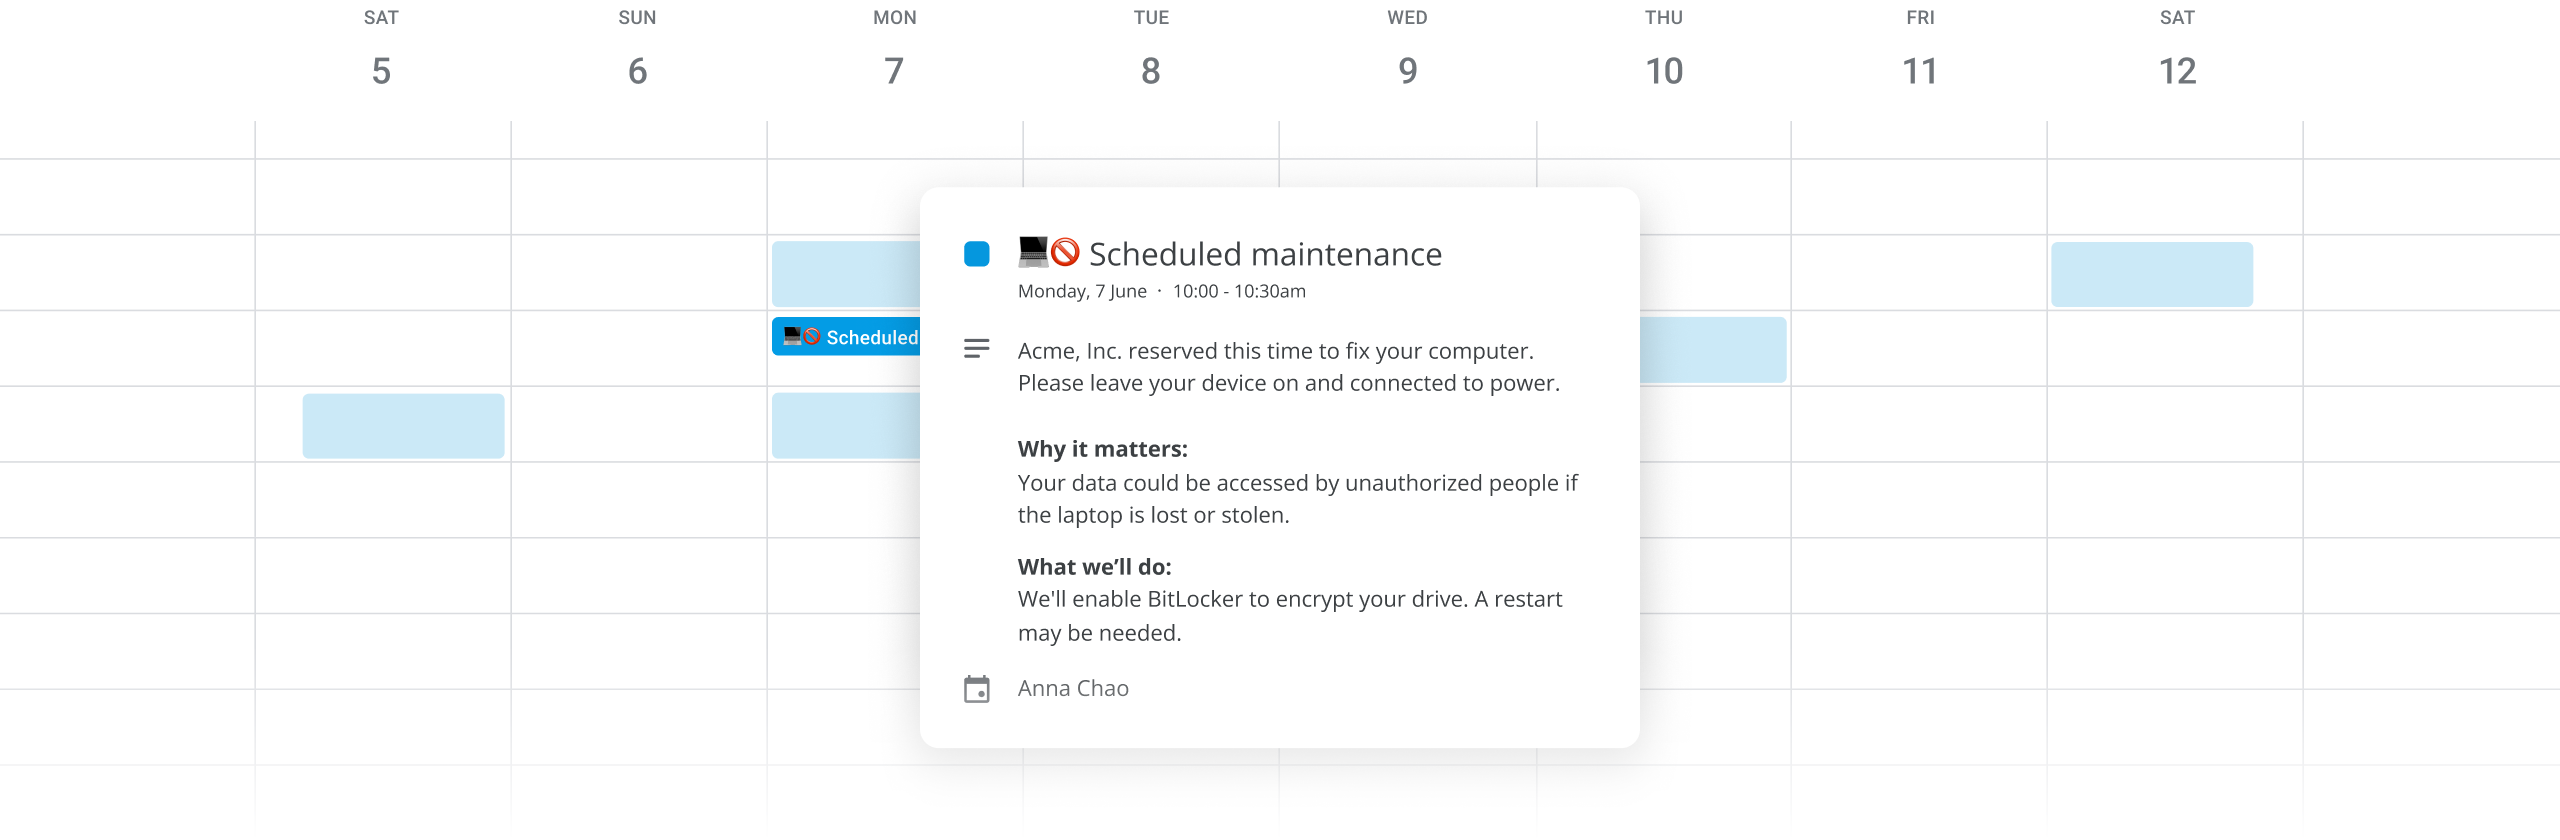 SAT SUN MON TUE WED THU FRI SAT
5 6 7 8 9 10 11 12
💻🚫 Scheduled maintenance
Monday, 7 June · 10:00 - 10:30am
💻🚫 Scheduled
Acme, Inc. reserved this time to fix your computer.
Please leave your device on and connected to power.
Why it matters:
Your data could be accessed by unauthorized people if
the laptop is lost or stolen.
What we’ll do:
We'll enable BitLocker to encrypt your drive. A restart
may be needed.
Anna Chao